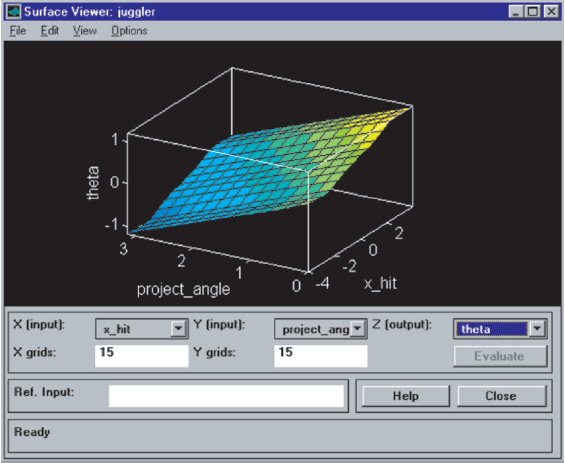 Surface Viewer: juggler
File Edit View Options
1
0
-1
theta
3
2
1
0
project_angle
-4
-2
0
2
x_hit
X (input): x_hit Y (input): project_ang Z (output): theta
X grids: 15 Y grids: 15 Evaluate
Ref. Input: Help Close
Ready